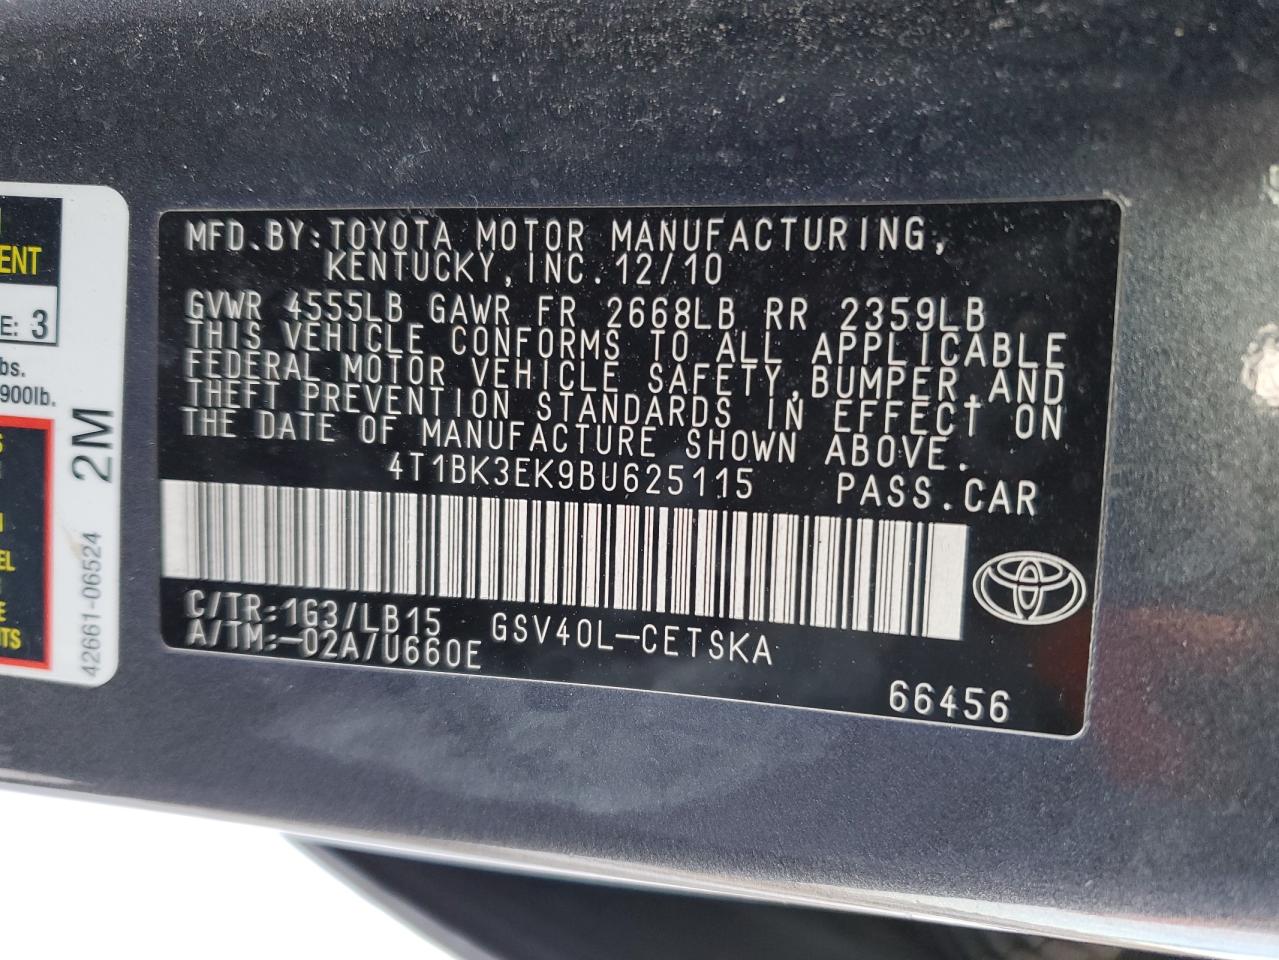 ENT
E: 3
bs.
900lb.
2M
EL
E
TS
42661-06524
MFD.BY:TOYOTA MOTOR MANUFACTURING,
KENTUCKY,INC.12/10
GVWR 4555LB GAWR FR 2668LB RR 2359LB
THIS VEHICLE CONFORMS TO ALL APPLICABLE
FEDERAL MOTOR VEHICLE SAFETY,BUMPER,AND
THEFT PREVENTION STANDARDS IN EFFECT ON
THE DATE OF MANUFACTURE SHOWN ABOVE.
4T1BK3EK9BU625115 PASS.CAR
C/TR:1G3/LB15 GSV40L-CETSKA
A/TM:-02A/U660E
66456